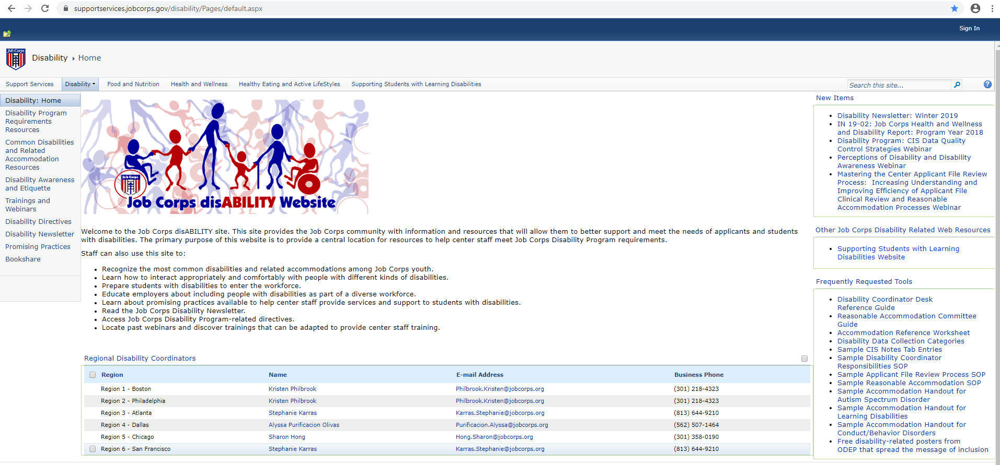 supportservices.jobcorps.gov/disability/Pages/default.aspx
Sign In
Job Corps
Disability ▸ Home
Support Services
Disability
Food and Nutrition
Health and Wellness
Healthy Eating and Active LifeStyles
Supporting Students with Learning Disabilities
Search this site...
Disability: Home
Disability Program
Requirements
Resources
Common Disabilities
and Related
Accommodation
Resources
Disability Awareness
and Etiquette
Trainings and
Webinars
Disability Directives
Disability Newsletter
Promising Practices
Bookshare
Job Corps
Job Corps disABILITY Website
Welcome to the Job Corps disABILITY site. This site provides the Job Corps community with information and resources that will allow them to better support and meet the needs of applicants and students
with disabilities. The primary purpose of this website is to provide a central location for resources to help center staff meet Job Corps Disability Program requirements.
Staff can also use this site to:
• Recognize the most common disabilities and related accommodations among Job Corps youth.
• Learn how to interact appropriately and comfortably with people with different kinds of disabilities.
• Prepare students with disabilities to enter the workforce.
• Educate employers about including people with disabilities as part of a diverse workforce.
• Learn about promising practices available to help center staff provide services and support to students with disabilities.
• Read the Job Corps Disability Newsletter.
• Access Job Corps Disability Program-related directives.
• Locate past webinars and discover trainings that can be adapted to provide center staff training.
Regional Disability Coordinators
Region Name E-mail Address Business Phone
Region 1 - Boston Kristen Philbrook Philbrook.Kristen@jobcorps.org (301) 218-4323
Region 2 - Philadelphia Kristen Philbrook Philbrook.Kristen@jobcorps.org (301) 218-4323
Region 3 - Atlanta Stephanie Karras Karras.Stephanie@jobcorps.org (813) 644-9210
Region 4 - Dallas Alyssa Purificacion Olivas Purificacion.Alyssa@jobcorps.org (562) 507-1464
Region 5 - Chicago Sharon Hong Hong.Sharon@jobcorps.org (301) 358-0190
Region 6 - San Francisco Stephanie Karras Karras.Stephanie@jobcorps.org (813) 644-9210
New Items
• Disability Newsletter: Winter 2019
• IN 19-02: Job Corps Health and Wellness
and Disability Report: Program Year 2018
• Disability Program: CIS Data Quality
Control Strategies Webinar
• Perceptions of Disability and Disability
Awareness Webinar
• Mastering the Center Applicant File Review
Process: Increasing Understanding and
Improving Efficiency of Applicant File
Clinical Review and Reasonable
Accommodation Processes Webinar
Other Job Corps Disability Related Web Resources
• Supporting Students with Learning
Disabilities Website
Frequently Requested Tools
• Disability Coordinator Desk
Reference Guide
• Reasonable Accommodation Committee
Guide
• Accommodation Reference Worksheet
• Disability Data Collection Categories
• Sample CIS Notes Tab Entries
• Sample Disability Coordinator
Responsibilities SOP
• Sample Applicant File Review Process SOP
• Sample Reasonable Accommodation SOP
• Sample Accommodation Handout for
Autism Spectrum Disorder
• Sample Accommodation Handout for
Learning Disabilities
• Sample Accommodation Handout for
Conduct/Behavior Disorders
• Free disability-related posters from
ODEP that spread the message of inclusion